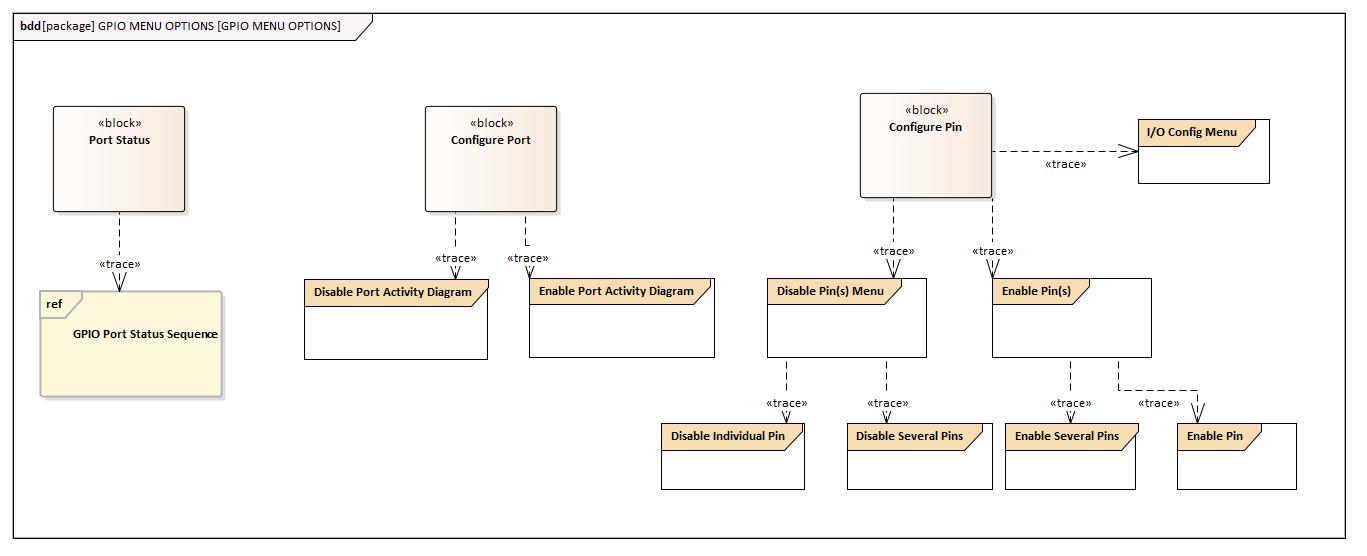 bdd[package] GPIO MENU OPTIONS [GPIO MENU OPTIONS]
«block»
Port Status
«block»
Configure Port
«block»
Configure Pin
I/O Config Menu
«trace»
«trace»
«trace»
«trace»
«trace»
«trace»
ref
GPIO Port Status Sequence
Disable Port Activity Diagram
Enable Port Activity Diagram
Disable Pin(s) Menu
Enable Pin(s)
«trace»
«trace»
«trace»
«trace»
Disable Individual Pin
Disable Several Pins
Enable Several Pins
Enable Pin